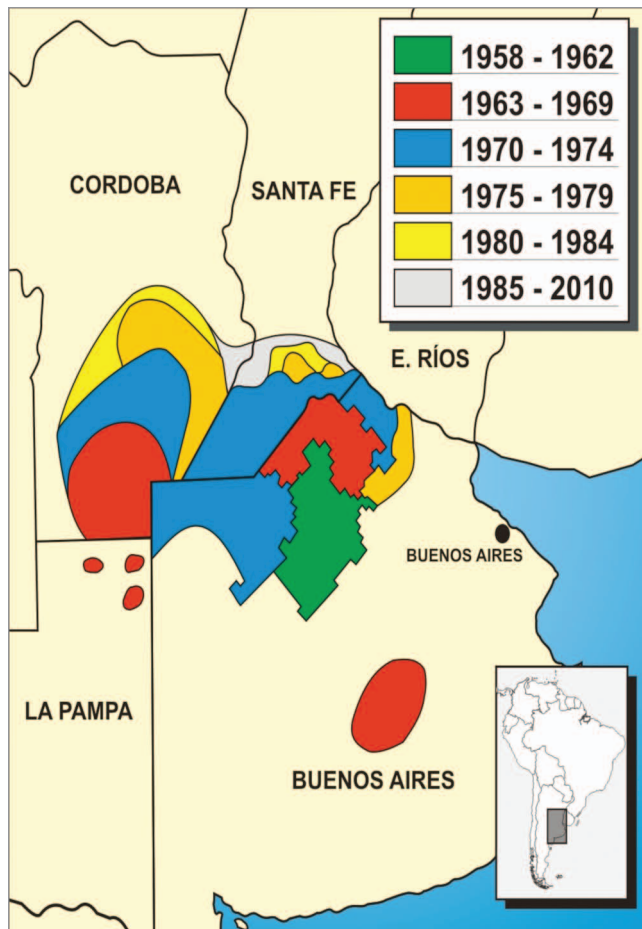 1958 - 1962
1963 - 1969
1970 - 1974
1975 - 1979
1980 - 1984
1985 - 2010
CORDOBA
SANTA FE
E. RÍOS
BUENOS AIRES
LA PAMPA
BUENOS AIRES